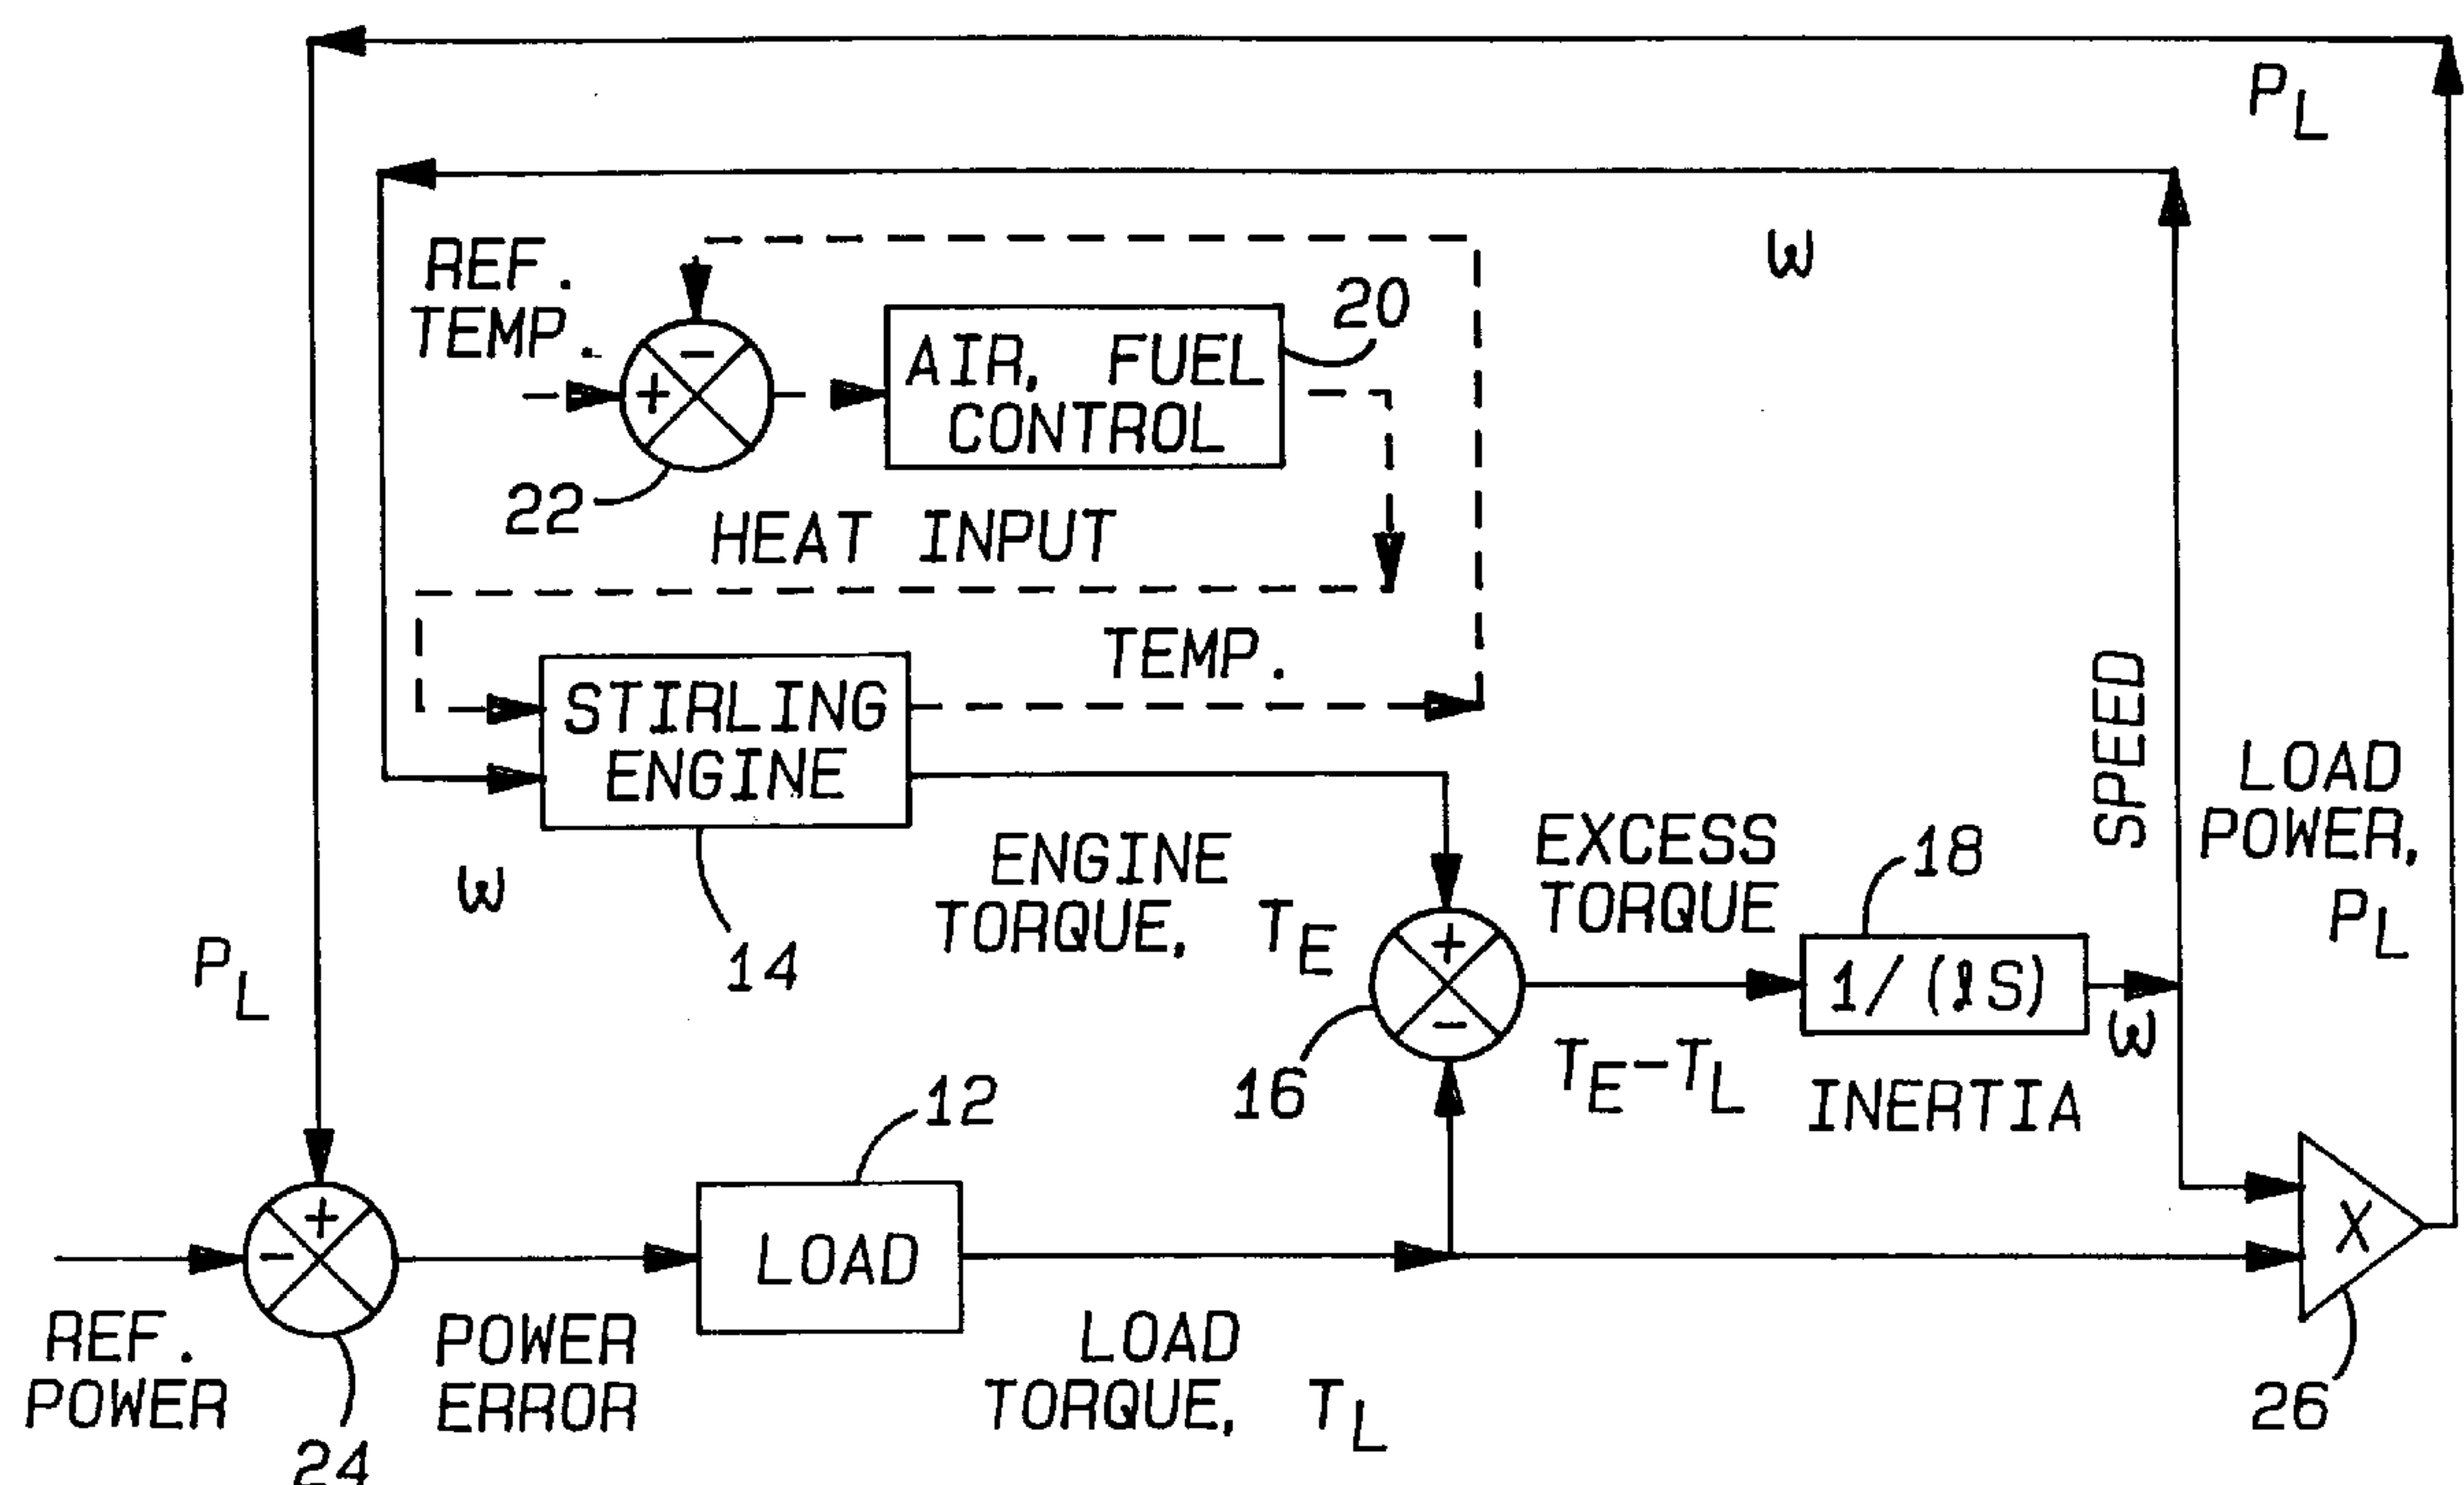 P_L
W
REF.
TEMP.
−
+
20
AIR, FUEL
CONTROL
22
HEAT INPUT
TEMP.
STIRLING
ENGINE
SPEED
LOAD
POWER,
P_L
W
14
ENGINE
TORQUE, T_E
EXCESS
TORQUE
18
+
−
1/(IS)
ω
16
T_E−T_L
INERTIA
P_L
12
+
−
LOAD
X
REF.
POWER
POWER
ERROR
LOAD
TORQUE, T_L
24
26